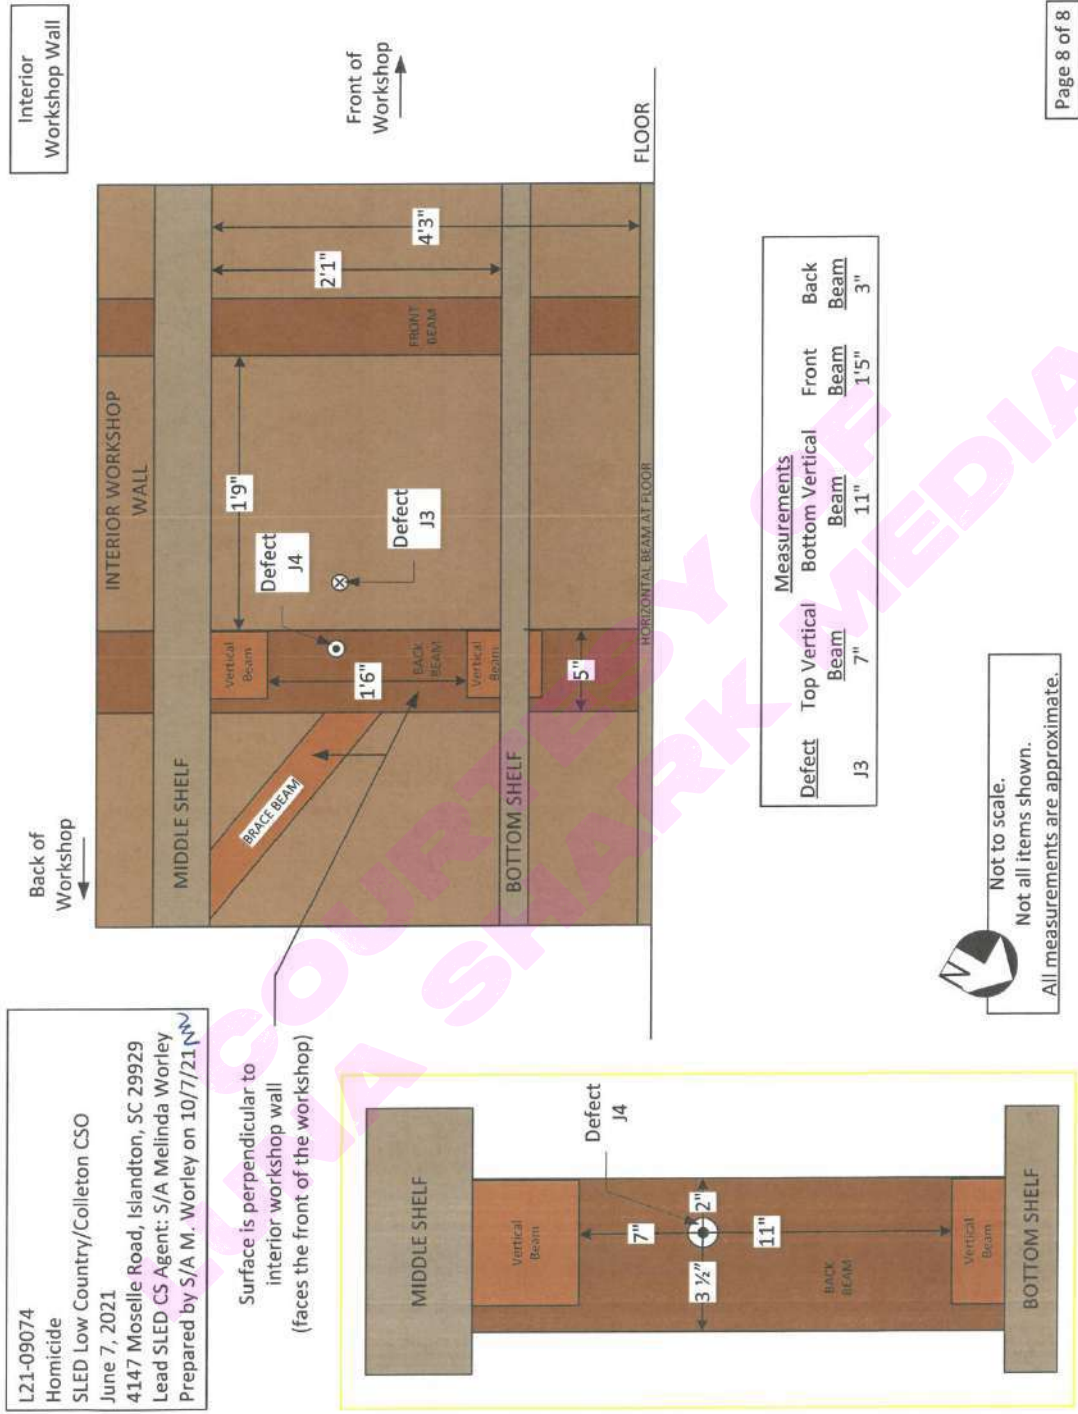 L21-09074
Homicide
SLED Low Country/Colleton CSO
June 7, 2021
4147 Moselle Road, Islandton, SC 29929
Lead SLED CS Agent: S/A Melinda Worley
Prepared by S/A M. Worley on 10/7/21 MW
Interior
Workshop Wall
Back of
Workshop
Front of
Workshop
INTERIOR WORKSHOP
WALL
MIDDLE SHELF
Vertical
Beam
1'9"
2'1"
4'3"
Defect
J4
Defect
J3
BRACE BEAM
1'6"
BACK
BEAM
FRONT
BEAM
Vertical
Beam
BOTTOM SHELF
5"
HORIZONTAL BEAM AT FLOOR
FLOOR
Surface is perpendicular to
interior workshop wall
(faces the front of the workshop)
MIDDLE SHELF
Vertical
Beam
Defect
J4
7"
3 ½"
2"
11"
BACK
BEAM
Vertical
Beam
BOTTOM SHELF
Measurements
Defect Top Vertical Beam Bottom Vertical Beam Front Beam Back Beam
J3 7" 11" 1'5" 3"
N
Not to scale.
Not all items shown.
All measurements are approximate.
Page 8 of 8
COURTESY OF
LUNA SHARK MEDIA